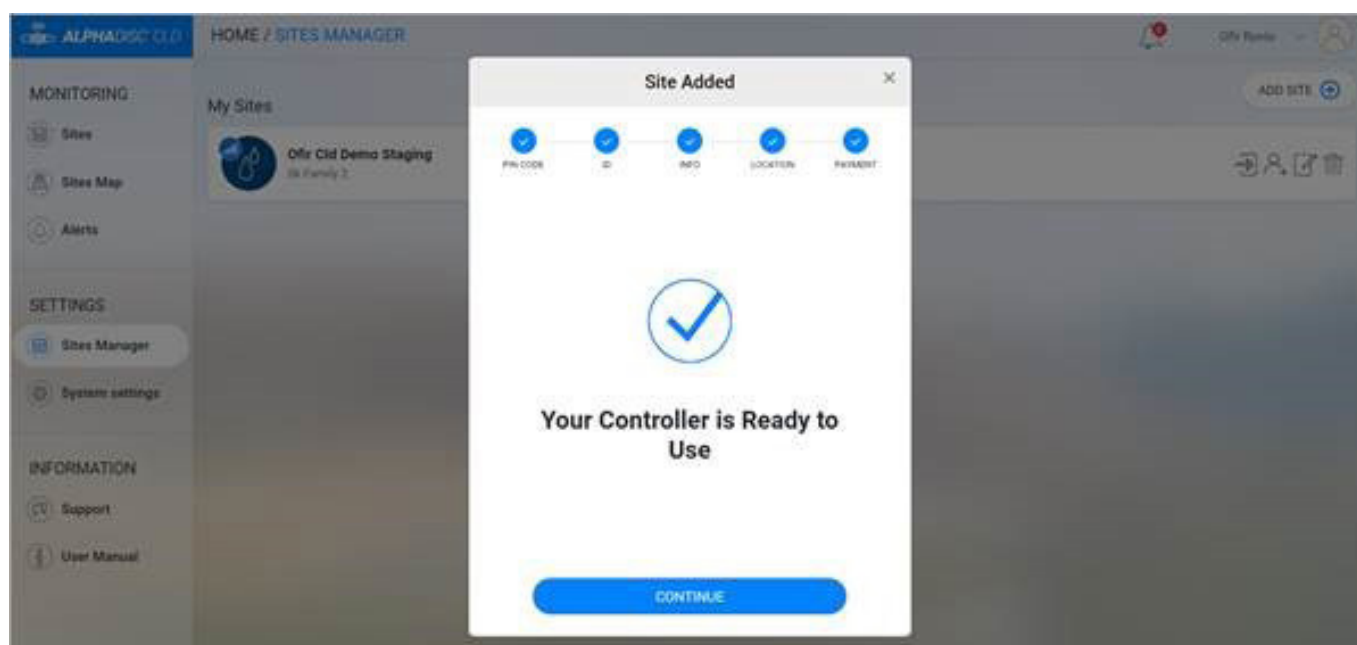 ALPHADISC CLD
HOME / SITES MANAGER
MONITORING
Sites
Sites Map
Alerts
SETTINGS
Sites Manager
System settings
INFORMATION
Support
User Manual
My Sites
Ofir Cld Demo Staging
ADD SITE
Site Added
PIN CODE
ID
INFO
LOCATION
PAYMENT
Your Controller is Ready to
Use
CONTINUE